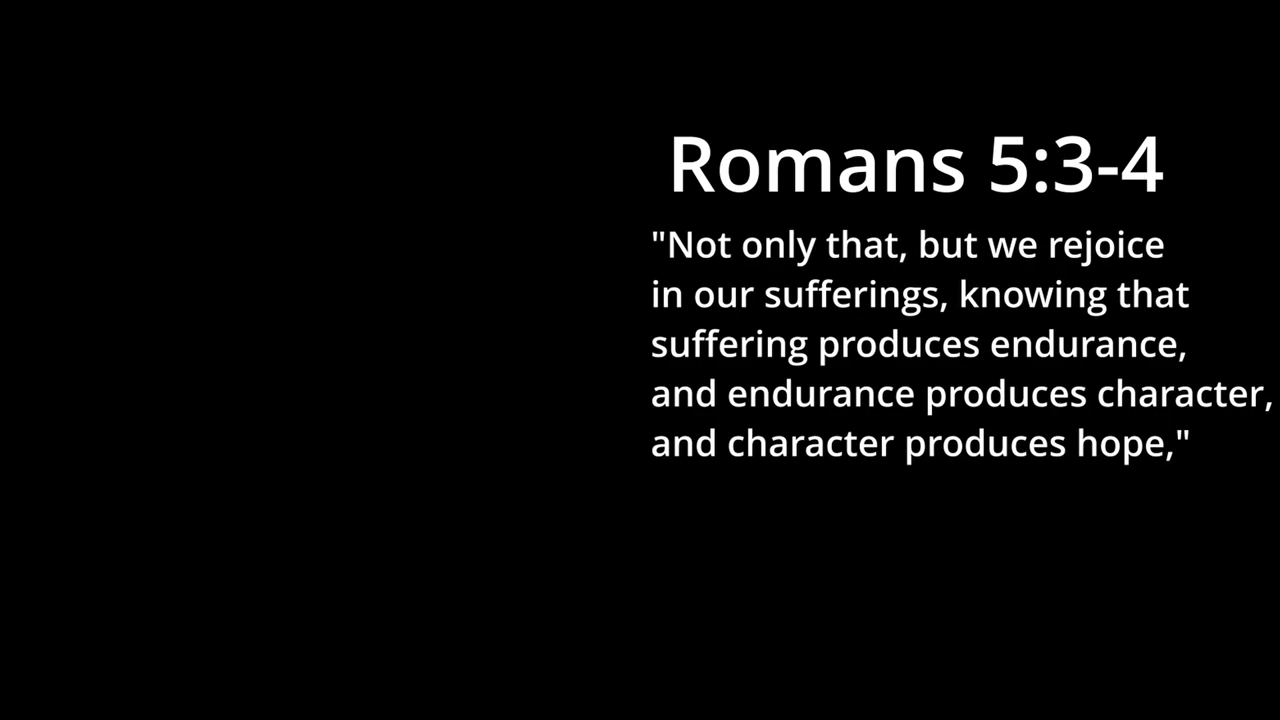 Romans 5:3-4
"Not only that, but we rejoice
in our sufferings, knowing that
suffering produces endurance,
and endurance produces character,
and character produces hope,"